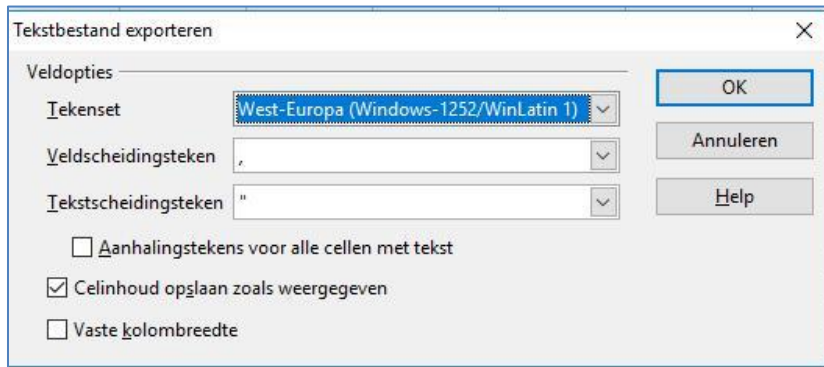 Tekstbestand exporteren
Veldopties
Tekenset West-Europa (Windows-1252/WinLatin 1)
Veldscheidingsteken ,
Tekstscheidingsteken "
Aanhalingstekens voor alle cellen met tekst
Celinhoud opslaan zoals weergegeven
Vaste kolombreedte
OK
Annuleren
Help